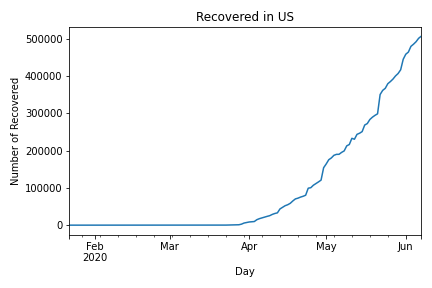 Recovered in US
Number of Recovered
500000
400000
300000
200000
100000
0
Feb Mar Apr May Jun
2020
Day